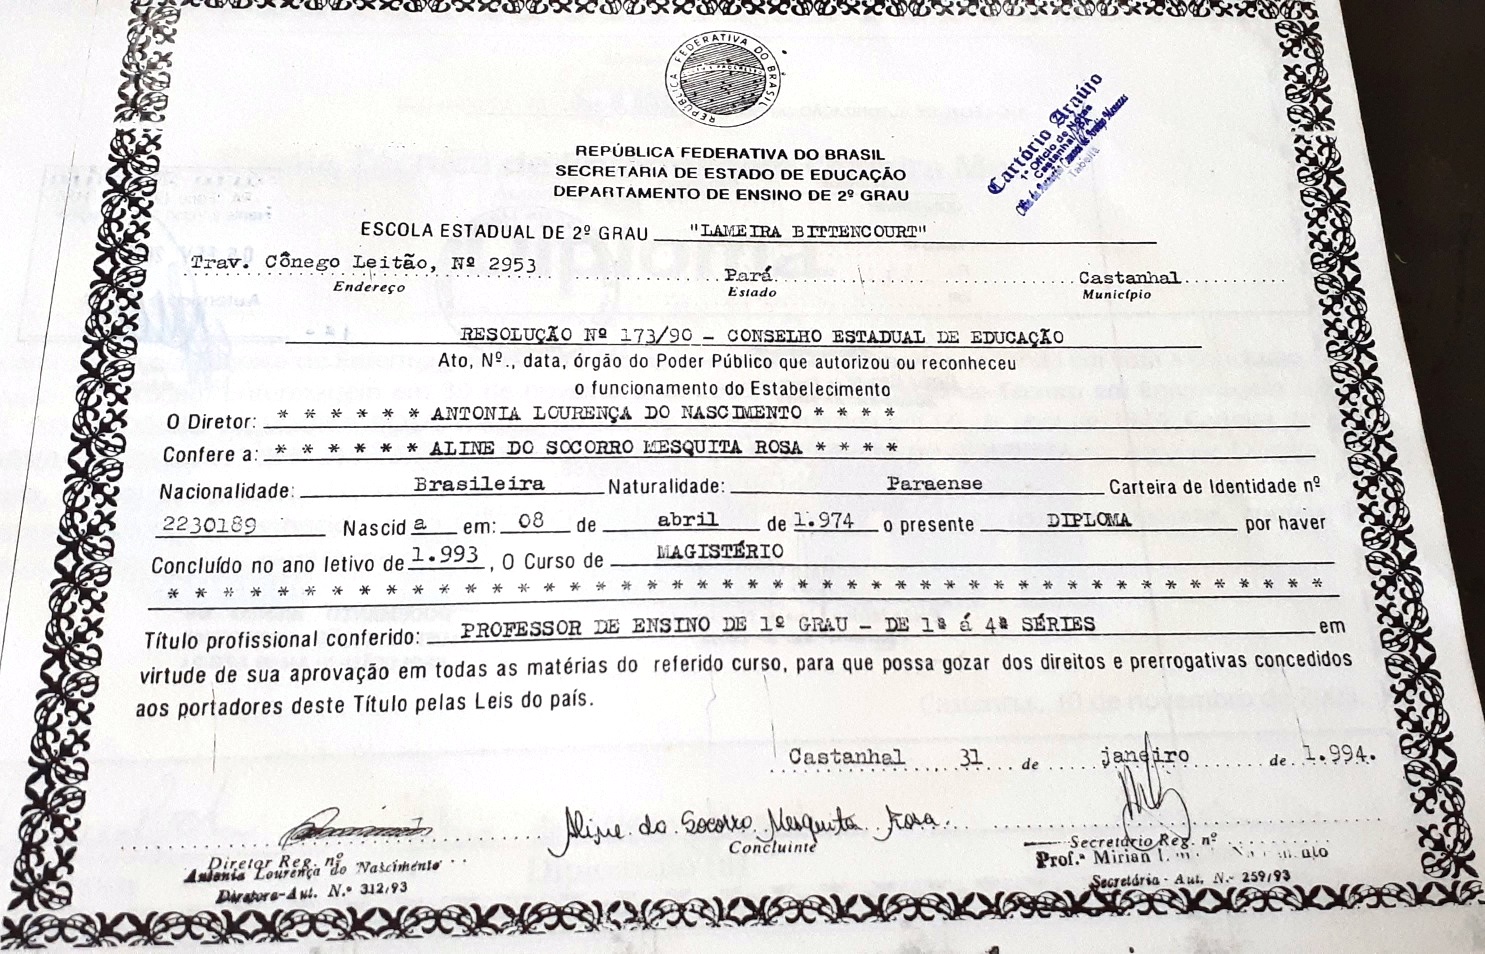 REPÚBLICA FEDERATIVA DO BRASIL
Cartório Araújo
1º Ofício de Notas
Castanhal/PA
Tabeliã
REPÚBLICA FEDERATIVA DO BRASIL
SECRETARIA DE ESTADO DE EDUCAÇÃO
DEPARTAMENTO DE ENSINO DE 2º GRAU
ESCOLA ESTADUAL DE 2º GRAU "LAMEIRA BITTENCOURT"
Trav. Cônego Leitão, Nº 2953 Pará Castanhal
Endereço Estado Município
RESOLUÇÃO Nº 173/90 - CONSELHO ESTADUAL DE EDUCAÇÃO
Ato, Nº., data, órgão do Poder Público que autorizou ou reconheceu
o funcionamento do Estabelecimento
O Diretor: * * * * * * ANTONIA LOURENÇA DO NASCIMENTO * * * *
Confere a: * * * * * * ALINE DO SOCORRO MESQUITA ROSA * * * *
Nacionalidade: Brasileira Naturalidade: Paraense Carteira de Identidade nº
2230189 Nascid a em: 08 de abril de 1.974 o presente DIPLOMA por haver
Concluído no ano letivo de 1.993, O Curso de MAGISTÉRIO
* * * * * * * * * * * * * * * * * * * * * * * * * * * * * * * * * * * * * * * * * *
Título profissional conferido: PROFESSOR DE ENSINO DE 1º GRAU - DE 1ª á 4ª SÉRIES em
virtude de sua aprovação em todas as matérias do referido curso, para que possa gozar dos direitos e prerrogativas concedidos
aos portadores deste Título pelas Leis do país.
Castanhal 31 de janeiro de 1.994.
Aline do Socorro Mesquita Rosa.
Diretor Reg. nº Concluinte Secretário Reg. nº
Antonia Lourença do Nascimento Prof.ª Mirian
Diretora-Aut. N.º 312/93 Secretária - Aut. N.- 259/93